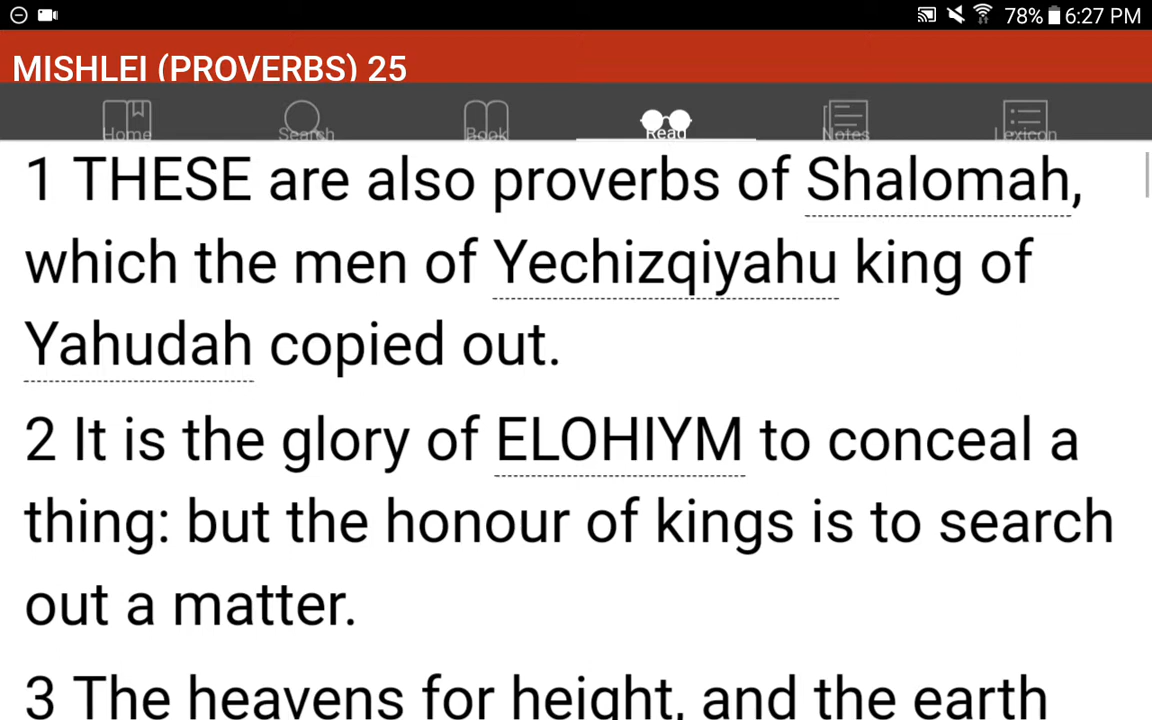 78% 6:27 PM
MISHLEI (PROVERBS) 25
Home Search Book Read Notes Lexicon
1 THESE are also proverbs of Shalomah,
which the men of Yechizqiyahu king of
Yahudah copied out.
2 It is the glory of ELOHIYM to conceal a
thing: but the honour of kings is to search
out a matter.
3 The heavens for height, and the earth